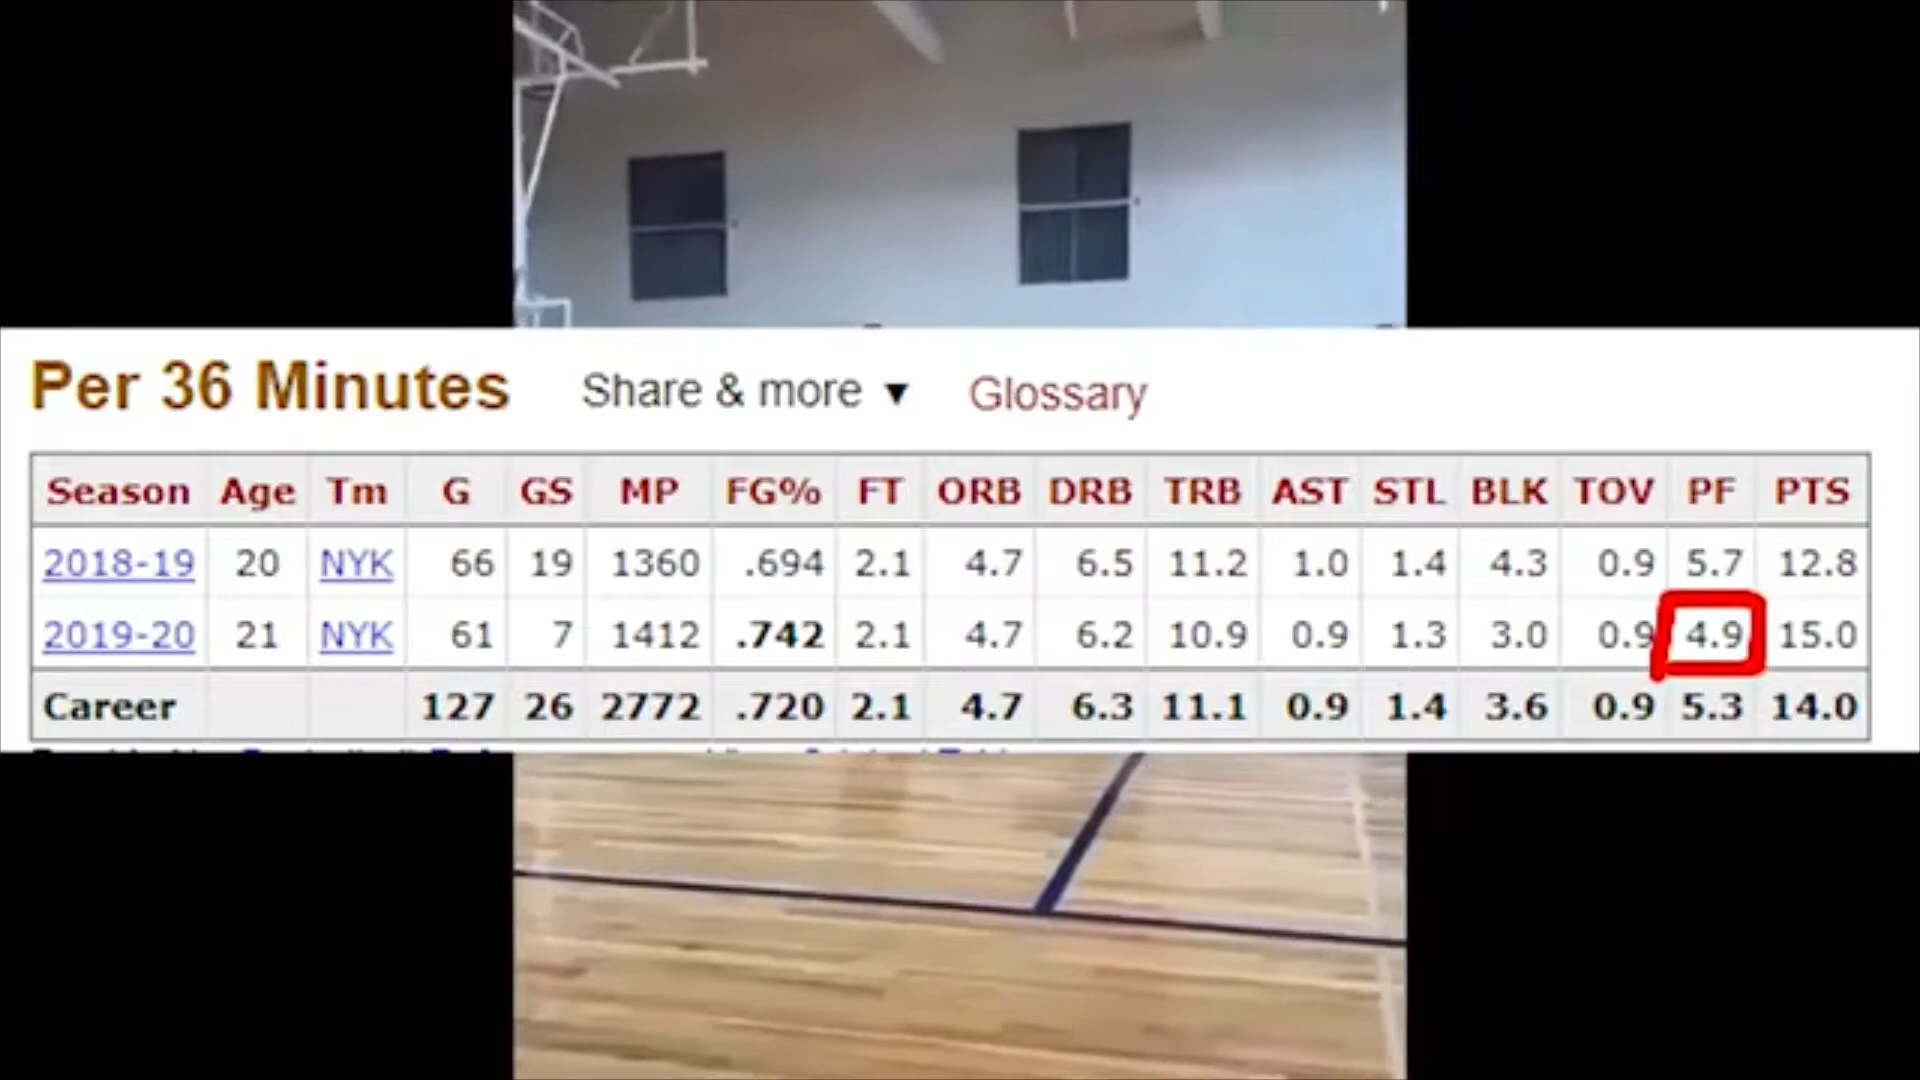 Per 36 Minutes Share & more ▼ Glossary
Season Age Tm G GS MP FG% FT ORB DRB TRB AST STL BLK TOV PF PTS
2018-19 20 NYK 66 19 1360 .694 2.1 4.7 6.5 11.2 1.0 1.4 4.3 0.9 5.7 12.8
2019-20 21 NYK 61 7 1412 .742 2.1 4.7 6.2 10.9 0.9 1.3 3.0 0.9 4.9 15.0
Career 127 26 2772 .720 2.1 4.7 6.3 11.1 0.9 1.4 3.6 0.9 5.3 14.0